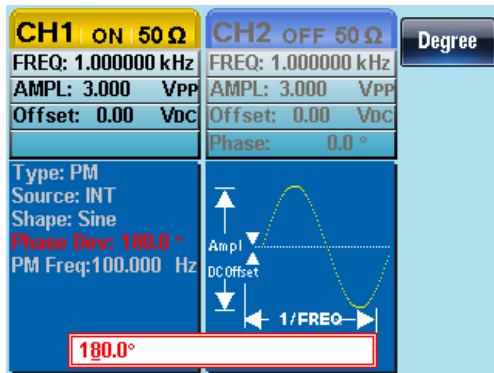 CH1 ON 50 Ω
FREQ: 1.000000 kHz
AMPL: 3.000 VPP
Offset: 0.00 VDC
CH2 OFF 50 Ω
FREQ: 1.000000 kHz
AMPL: 3.000 VPP
Offset: 0.00 VDC
Phase: 0.0 °
Degree
Type: PM
Source: INT
Shape: Sine
Phase Dev: 180.0 °
PM Freq:100.000 Hz
Ampl
DC Offset
1/FREQ
180.0°